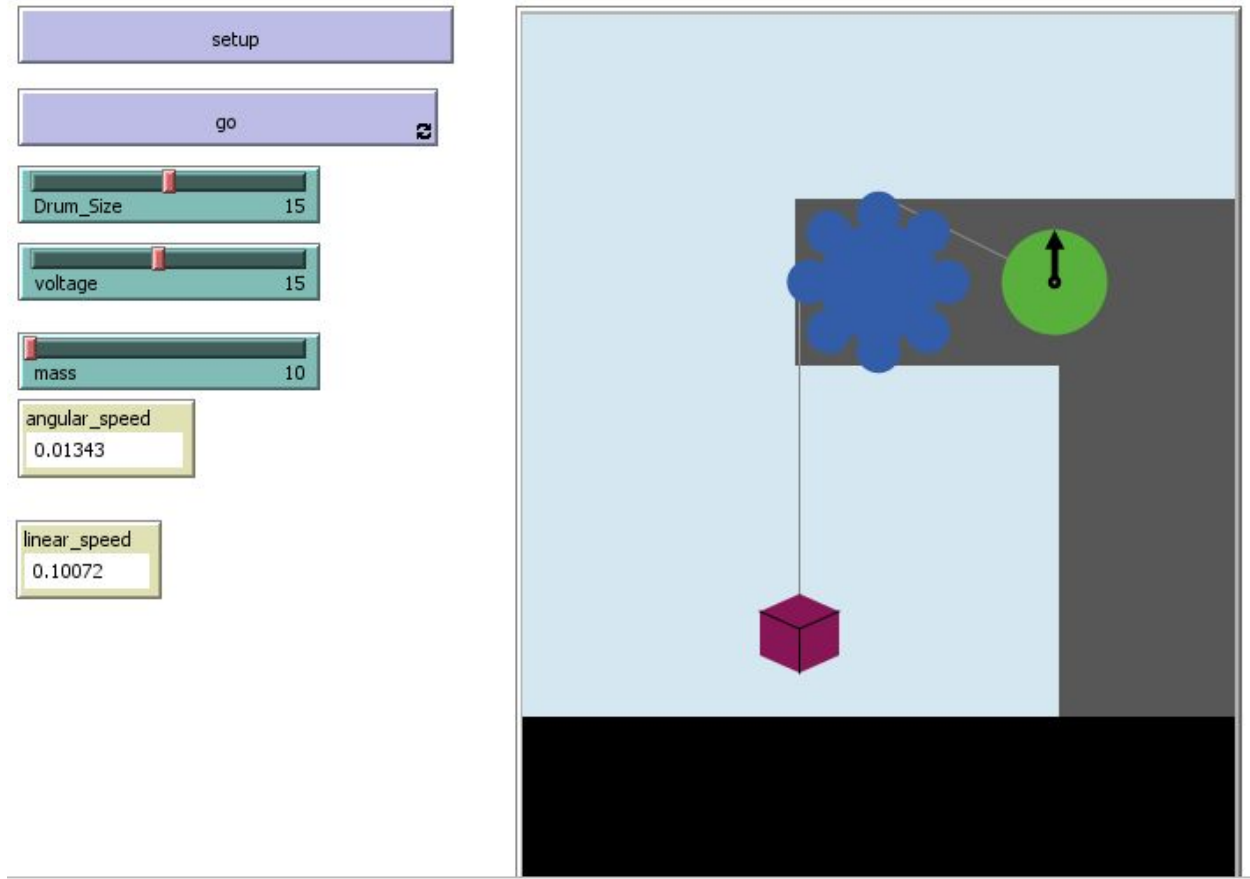 setup
go
Drum_Size 15
voltage 15
mass 10
angular_speed
0.01343
linear_speed
0.10072